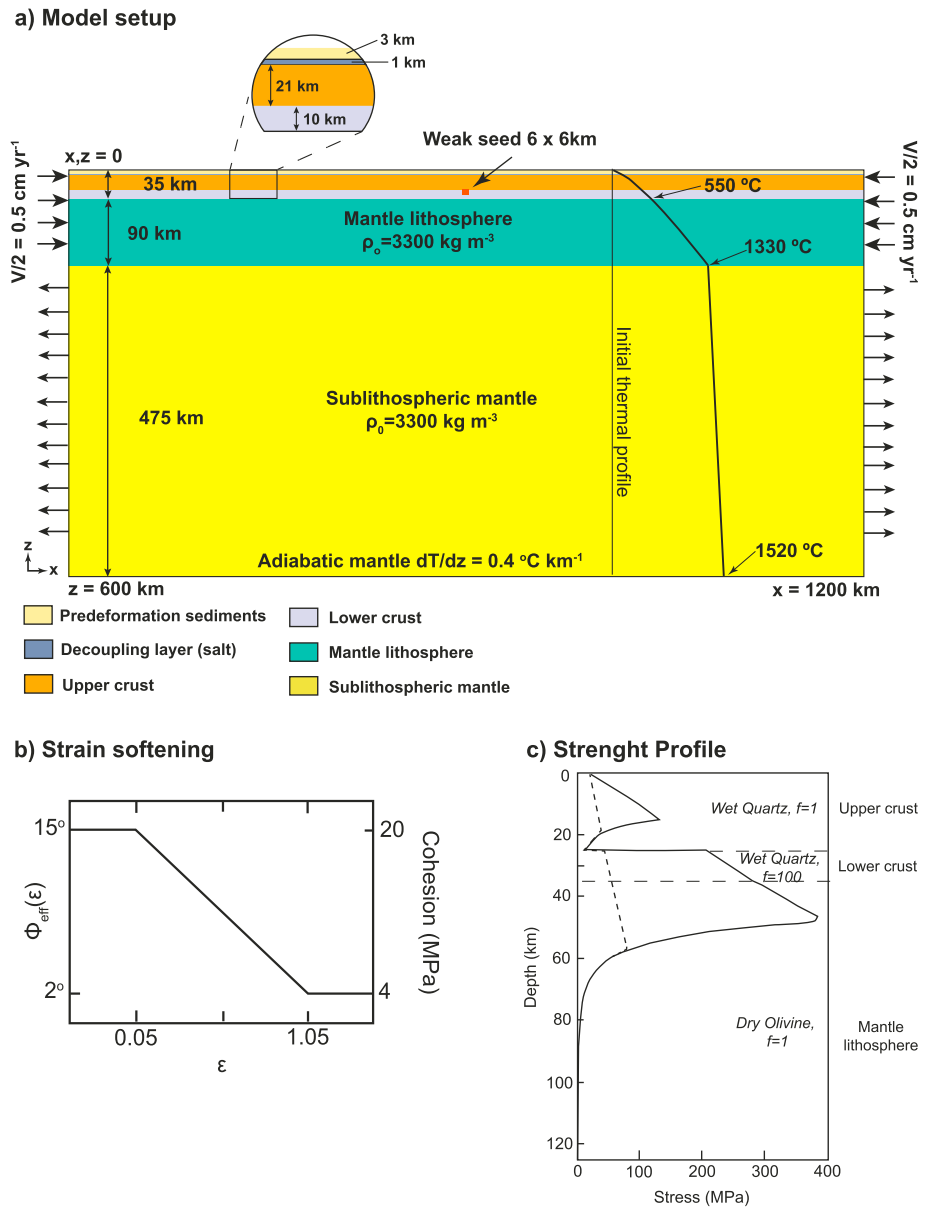 a) Model setup
3 km
1 km
21 km
10 km
Weak seed 6 x 6km
x,z = 0
V/2 = 0.5 cm yr⁻¹
35 km
550 ºC
V/2 = 0.5 cm yr⁻¹
Mantle lithosphere
ρₒ=3300 kg m⁻³
90 km
1330 ºC
Initial thermal profile
Sublithospheric mantle
ρ₀=3300 kg m⁻³
475 km
1520 ºC
Adiabatic mantle dT/dz = 0.4 ºC km⁻¹
z
x
z = 600 km
x = 1200 km
Predeformation sediments
Decoupling layer (salt)
Upper crust
Lower crust
Mantle lithosphere
Sublithospheric mantle
b) Strain softening
15º
20
Φeff(ε)
Cohesion (MPa)
2º
4
0.05
1.05
ε
c) Strenght Profile
0
20
40
60
80
100
120
Depth (km)
Wet Quartz, f=1
Upper crust
Wet Quartz,
f=100
Lower crust
Dry Olivine,
f=1
Mantle
lithosphere
0
100
200
300
400
Stress (MPa)